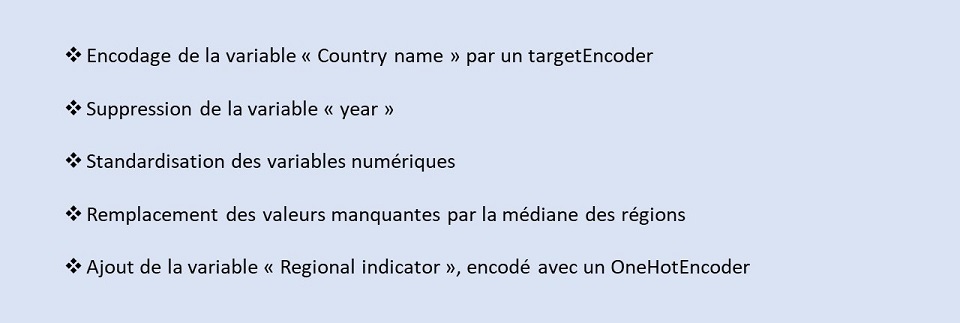 ❖ Encodage de la variable « Country name » par un targetEncoder
❖ Suppression de la variable « year »
❖ Standardisation des variables numériques
❖ Remplacement des valeurs manquantes par la médiane des régions
❖ Ajout de la variable « Regional indicator », encodé avec un OneHotEncoder